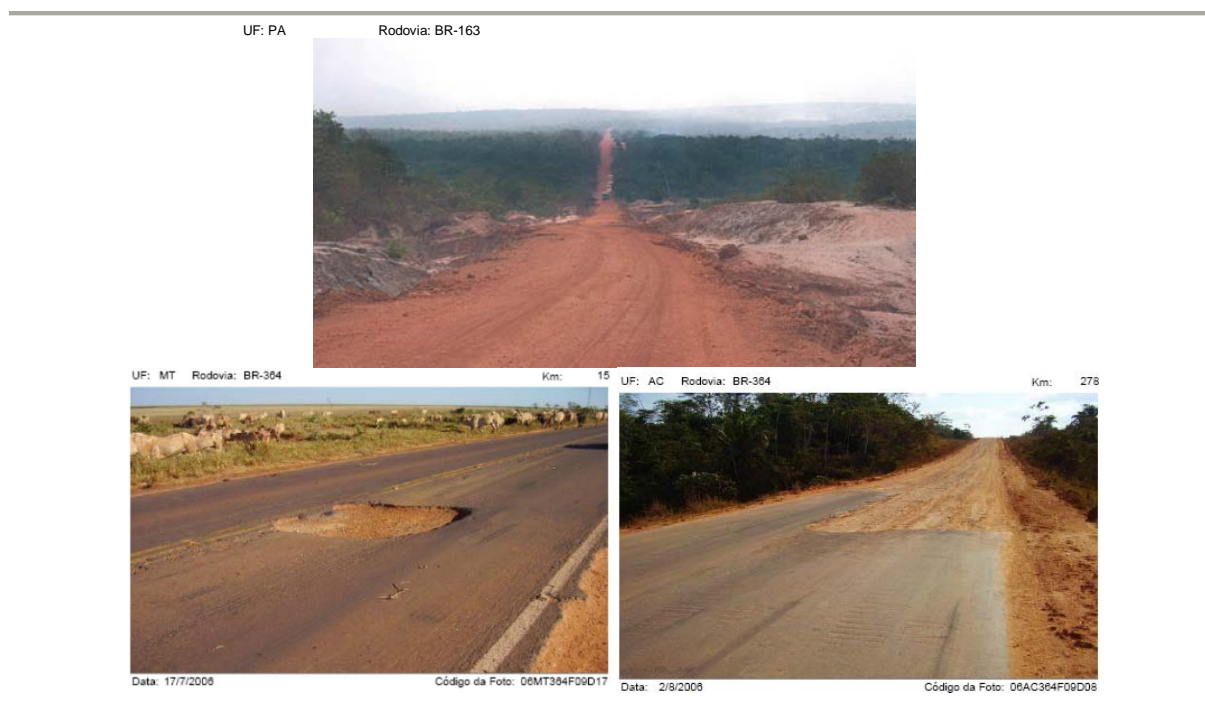 UF: PA Rodovia: BR-163
UF: MT Rodovia: BR-364 Km: 15
UF: AC Rodovia: BR-364 Km: 278
Data: 17/7/2006 Código da Foto: 06MT364F09D17
Data: 2/8/2006 Código da Foto: 06AC364F09D08